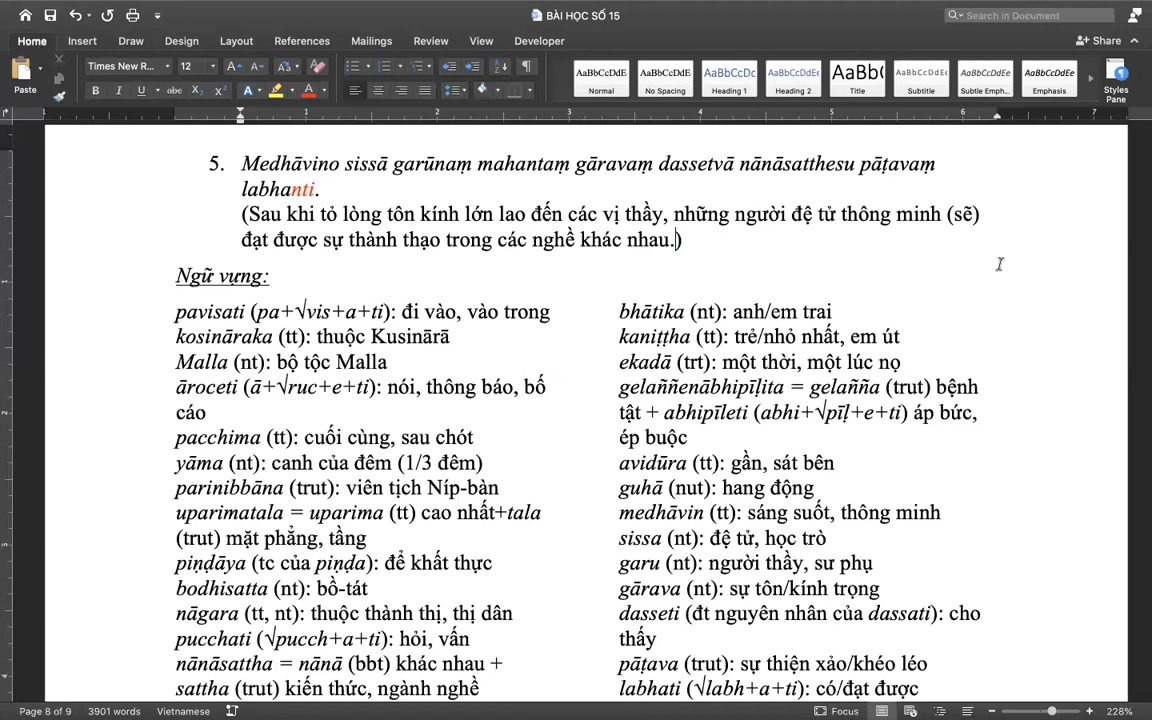 BÀI HỌC SỐ 15
Search in Document
Home Insert Draw Design Layout References Mailings Review View Developer
Share
Paste
Times New R... 12
AaBbCcDdE AaBbCcDdE AaBbCcDc AaBbCcDdE AaBb( AaBbCcDdE AaBbCcDdE AaBbCcDdEe
Normal No Spacing Heading 1 Heading 2 Title Subtitle Subtle Emph... Emphasis
Styles
Pane
1 2 3 4 5 6 7
5. Medhāvino sissā garūnaṃ mahantaṃ gāravaṃ dassetvā nānāsatthesu pāṭavaṃ
labhanti.
(Sau khi tỏ lòng tôn kính lớn lao đến các vị thầy, những người đệ tử thông minh (sẽ)
đạt được sự thành thạo trong các nghề khác nhau.)
Ngữ vựng:
pavisati (pa+√vis+a+ti): đi vào, vào trong
kosināraka (tt): thuộc Kusinārā
Malla (nt): bộ tộc Malla
āroceti (ā+√ruc+e+ti): nói, thông báo, bố
cáo
pacchima (tt): cuối cùng, sau chót
yāma (nt): canh của đêm (1/3 đêm)
parinibbāna (trut): viên tịch Níp-bàn
uparimatala = uparima (tt) cao nhất+tala
(trut) mặt phẳng, tầng
piṇḍāya (tc của piṇḍa): để khất thực
bodhisatta (nt): bồ-tát
nāgara (tt, nt): thuộc thành thị, thị dân
pucchati (√pucch+a+ti): hỏi, vấn
nānāsattha = nānā (bbt) khác nhau +
sattha (trut) kiến thức, ngành nghề
bhātika (nt): anh/em trai
kaniṭṭha (tt): trẻ/nhỏ nhất, em út
ekadā (trt): một thời, một lúc nọ
gelaññenābhipīḷita = gelañña (trut) bệnh
tật + abhipīleti (abhi+√pīḷ+e+ti) áp bức,
ép buộc
avidūra (tt): gần, sát bên
guhā (nut): hang động
medhāvin (tt): sáng suốt, thông minh
sissa (nt): đệ tử, học trò
garu (nt): người thầy, sư phụ
gārava (nt): sự tôn/kính trọng
dasseti (đt nguyên nhân của dassati): cho
thấy
pāṭava (trut): sự thiện xảo/khéo léo
labhati (√labh+a+ti): có/đạt được
Page 8 of 9 3901 words Vietnamese Focus 228%